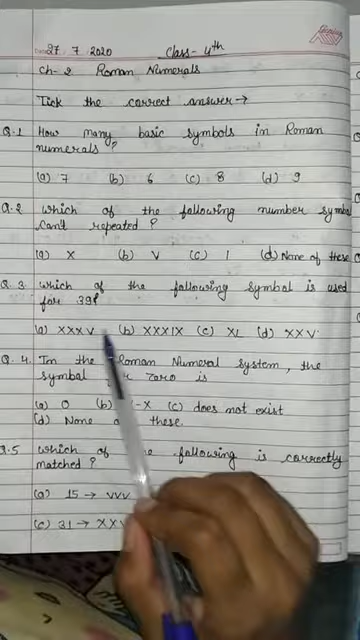 Date 27 7 2020 Class- 4th
Ch- 2 Roman Numerals
Tick the correct answer →
Q.1 How many basic symbols in Roman
numerals?
(a) 7 (b) 6 (c) 8 (d) 9
Q.2 Which of the following number symbol
can't repeated ?
(a) X (b) V (c) I (d) None of these
Q.3 Which of the following symbol is used
for 39?
(a) XXXV (b) XXXIX (c) XL (d) XXV
Q.4. In the Roman Numeral system, the
symbol for zero is
(a) O (b) -X (c) does not exist
(d) None these.
Q.5 Which of following is correctly
matched ?
(a) 15 → VVV
(c) 31 →